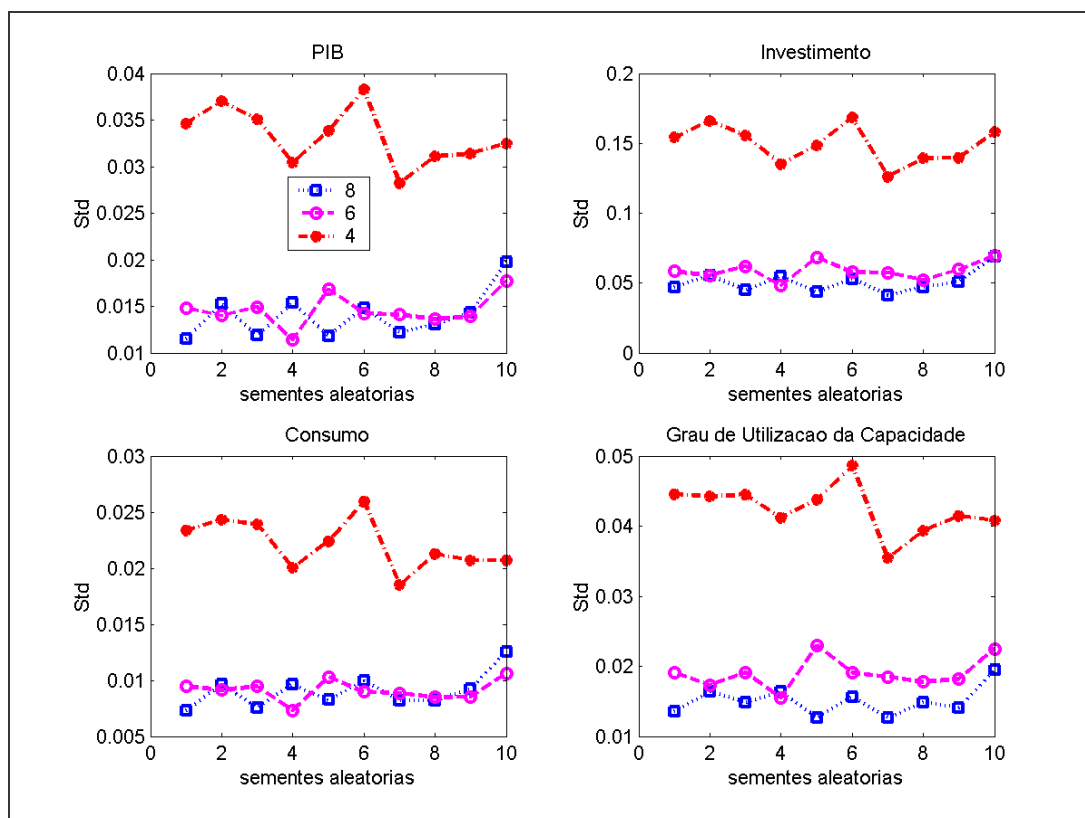 PIB
0.04
0.035
0.03
0.025
0.02
0.015
0.01
Std
8
6
4
0 2 4 6 8 10
sementes aleatorias
Investimento
0.2
0.15
0.1
0.05
0
Std
0 2 4 6 8 10
sementes aleatorias
Consumo
0.03
0.025
0.02
0.015
0.01
0.005
Std
0 2 4 6 8 10
sementes aleatorias
Grau de Utilizacao da Capacidade
0.05
0.04
0.03
0.02
0.01
Std
0 2 4 6 8 10
sementes aleatorias